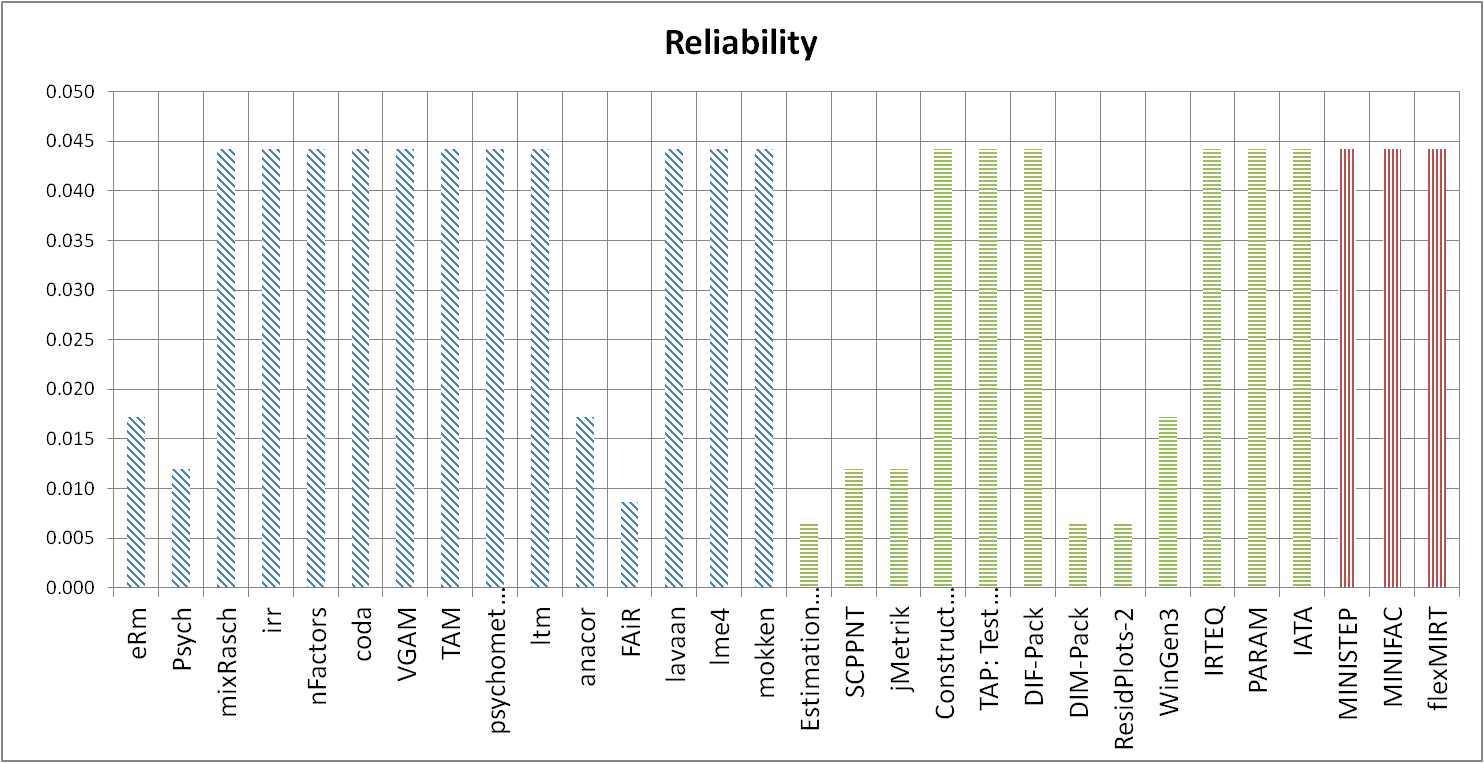 Reliability
0.050
0.045
0.040
0.035
0.030
0.025
0.020
0.015
0.010
0.005
0.000
eRm
Psych
mixRasch
irr
nFactors
coda
VGAM
TAM
psychomet...
ltm
anacor
FAiR
lavaan
lme4
mokken
Estimation...
SCPPNT
jMetrik
Construct...
TAP: Test...
DIF-Pack
DIM-Pack
ResidPlots-2
WinGen3
IRTEQ
PARAM
IATA
MINISTEP
MINIFAC
flexMIRT